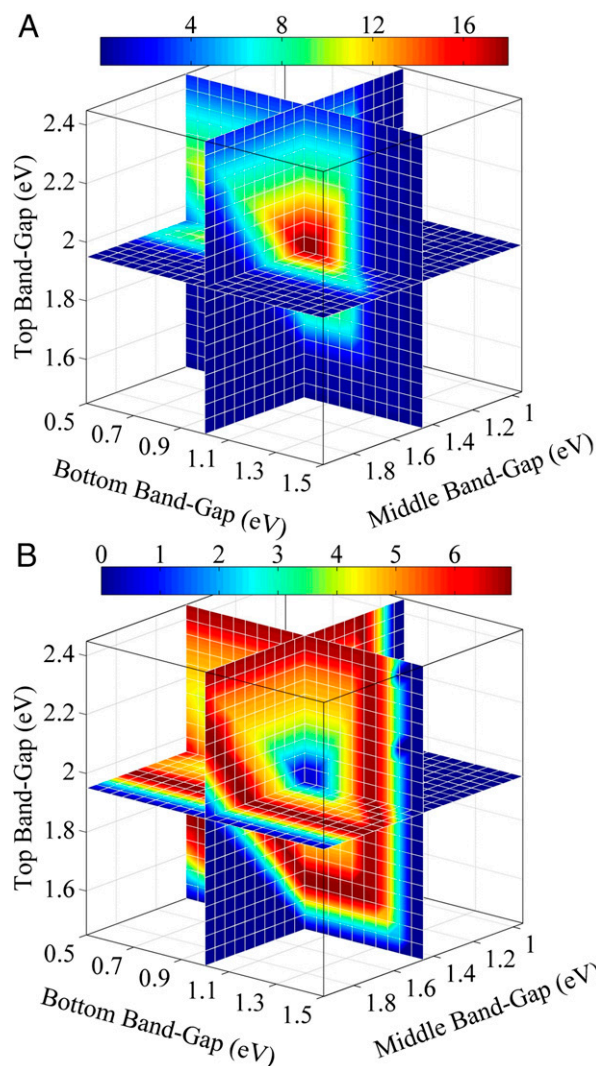 A
4 8 12 16
2.4
2.2
2
1.8
1.6
Top Band-Gap (eV)
0.5 0.7 0.9 1.1 1.3 1.5
Bottom Band-Gap (eV)
1.8 1.6 1.4 1.2 1
Middle Band-Gap (eV)
B
0 1 2 3 4 5 6
2.4
2.2
2
1.8
1.6
Top Band-Gap (eV)
0.5 0.7 0.9 1.1 1.3 1.5
Bottom Band-Gap (eV)
1.8 1.6 1.4 1.2 1
Middle Band-Gap (eV)